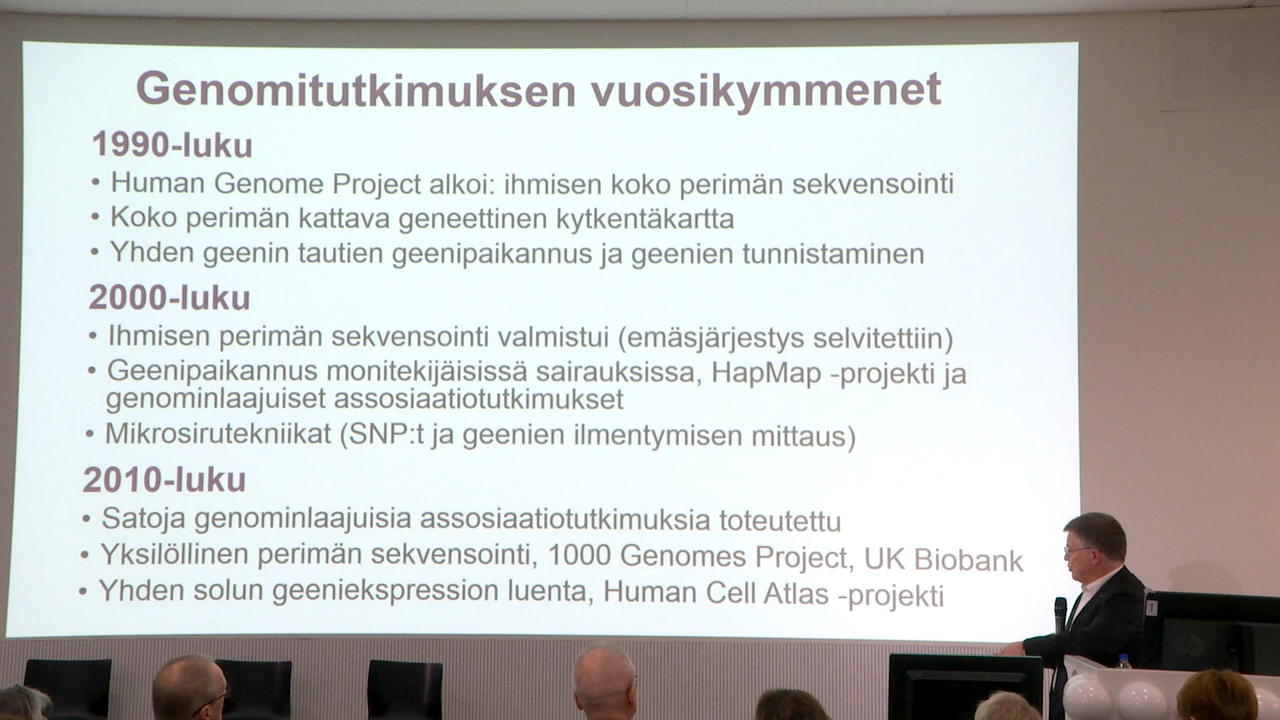 Genomitutkimuksen vuosikymmenet
1990-luku
• Human Genome Project alkoi: ihmisen koko perimän sekvensointi
• Koko perimän kattava geneettinen kytkentäkartta
• Yhden geenin tautien geenipaikannus ja geenien tunnistaminen
2000-luku
• Ihmisen perimän sekvensointi valmistui (emäsjärjestys selvitettiin)
• Geenipaikannus monitekijäisissä sairauksissa, HapMap -projekti ja
genominlaajuiset assosiaatiotutkimukset
• Mikrosirutekniikat (SNP:t ja geenien ilmentymisen mittaus)
2010-luku
• Satoja genominlaajuisia assosiaatiotutkimuksia toteutettu
• Yksilöllinen perimän sekvensointi, 1000 Genomes Project, UK Biobank
• Yhden solun geeniekspression luenta, Human Cell Atlas -projekti